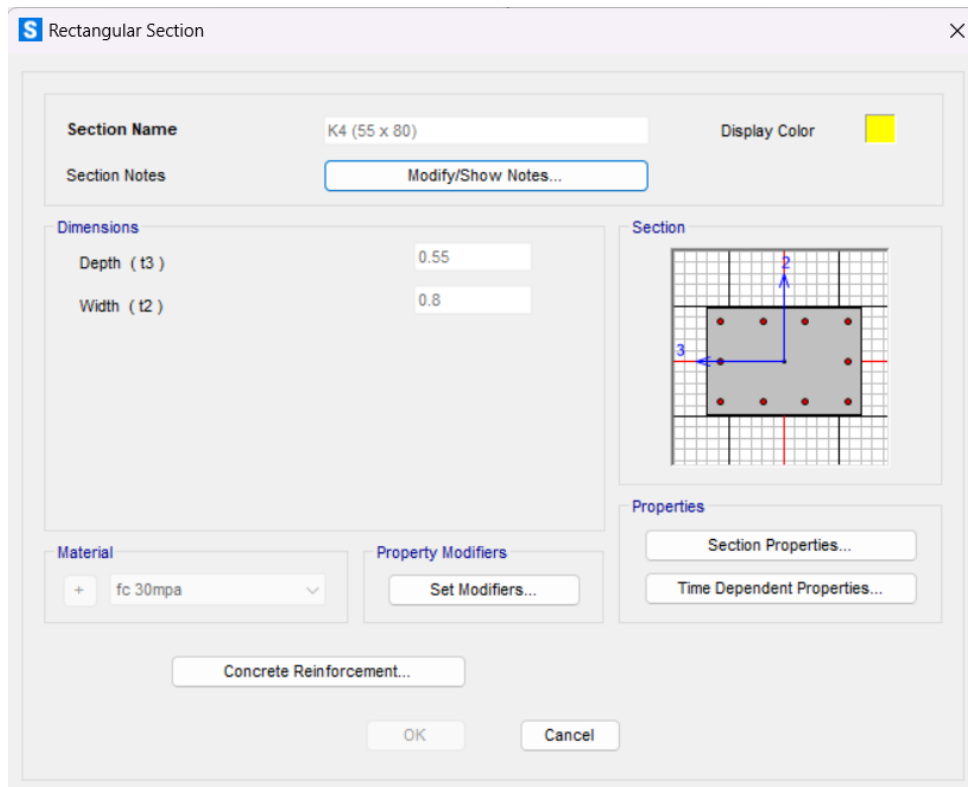 S Rectangular Section
Section Name K4 (55 x 80) Display Color
Section Notes Modify/Show Notes...
Dimensions
Depth ( t3 ) 0.55
Width ( t2 ) 0.8
Section
2
3
Properties
Section Properties...
Time Dependent Properties...
Material
+ fc 30mpa
Property Modifiers
Set Modifiers...
Concrete Reinforcement...
OK Cancel